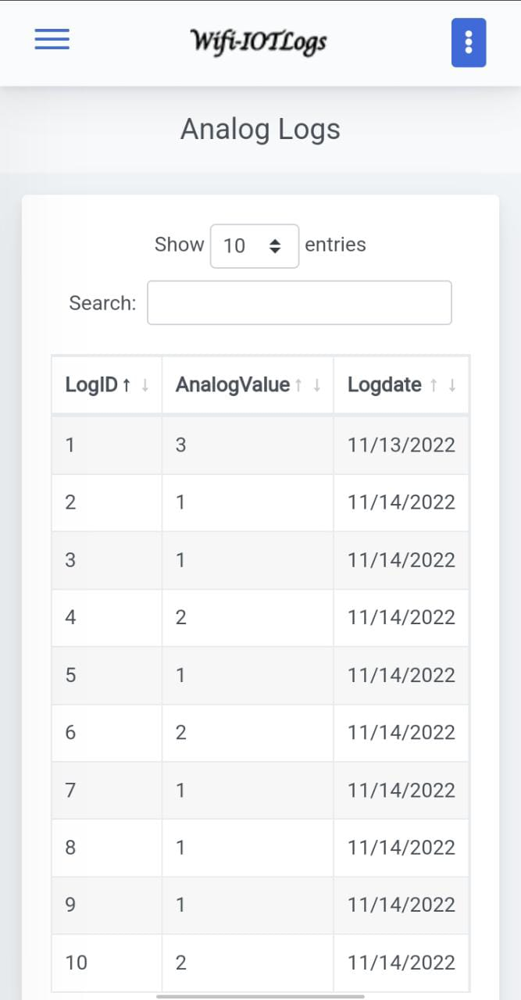 Wifi-IOTLogs
Analog Logs
Show 10 entries
Search:
LogID↑ ↓ AnalogValue↑ ↓ Logdate ↑ ↓
1 3 11/13/2022
2 1 11/14/2022
3 1 11/14/2022
4 2 11/14/2022
5 1 11/14/2022
6 2 11/14/2022
7 1 11/14/2022
8 1 11/14/2022
9 1 11/14/2022
10 2 11/14/2022